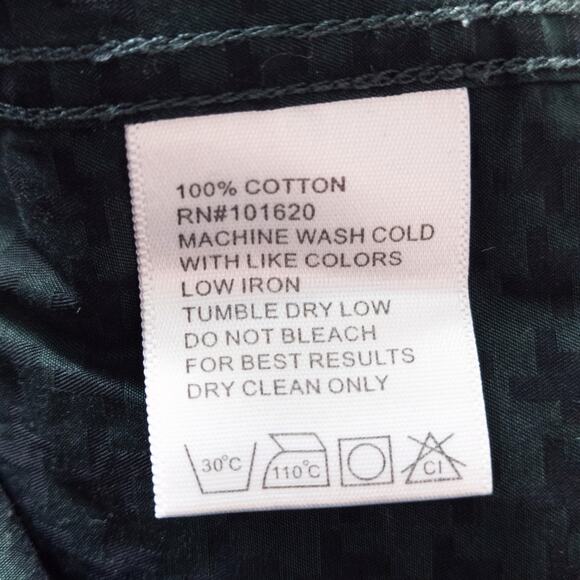 100% COTTON
RN#101620
MACHINE WASH COLD
WITH LIKE COLORS
LOW IRON
TUMBLE DRY LOW
DO NOT BLEACH
FOR BEST RESULTS
DRY CLEAN ONLY
30°C 110°C Cl